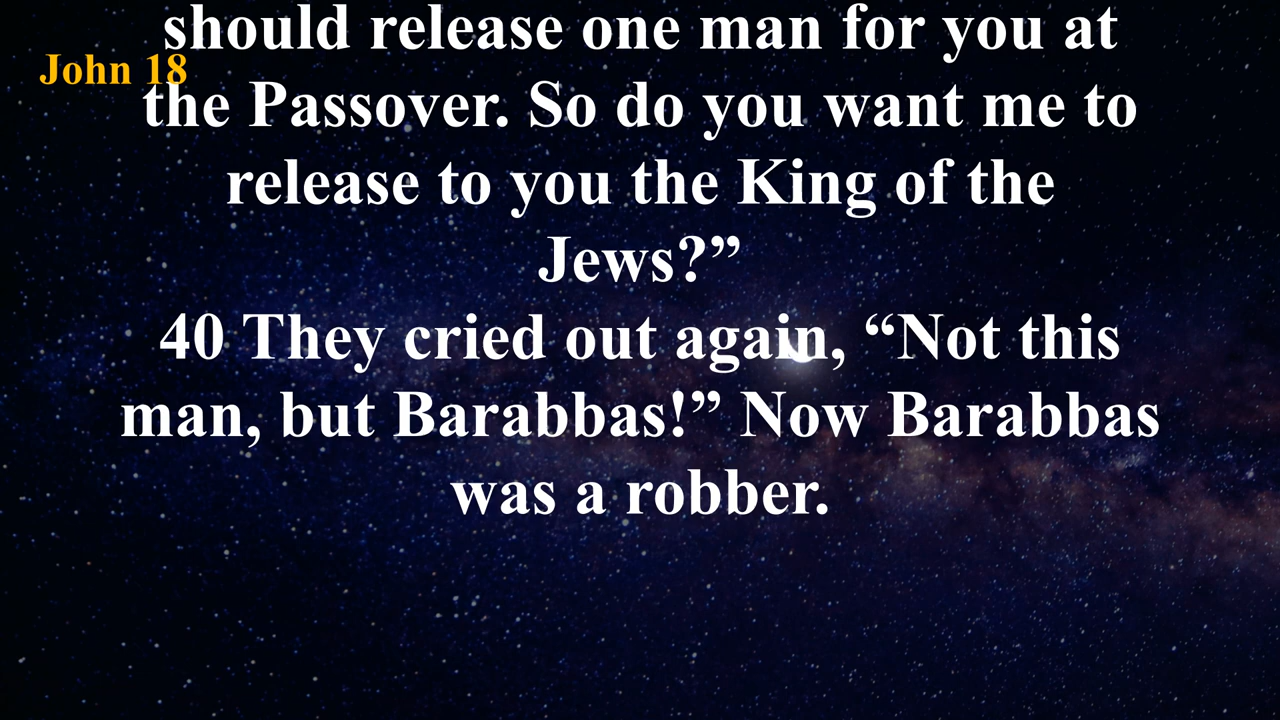 should release one man for you at
John 18
the Passover. So do you want me to
release to you the King of the
Jews?”
40 They cried out again, “Not this
man, but Barabbas!” Now Barabbas
was a robber.